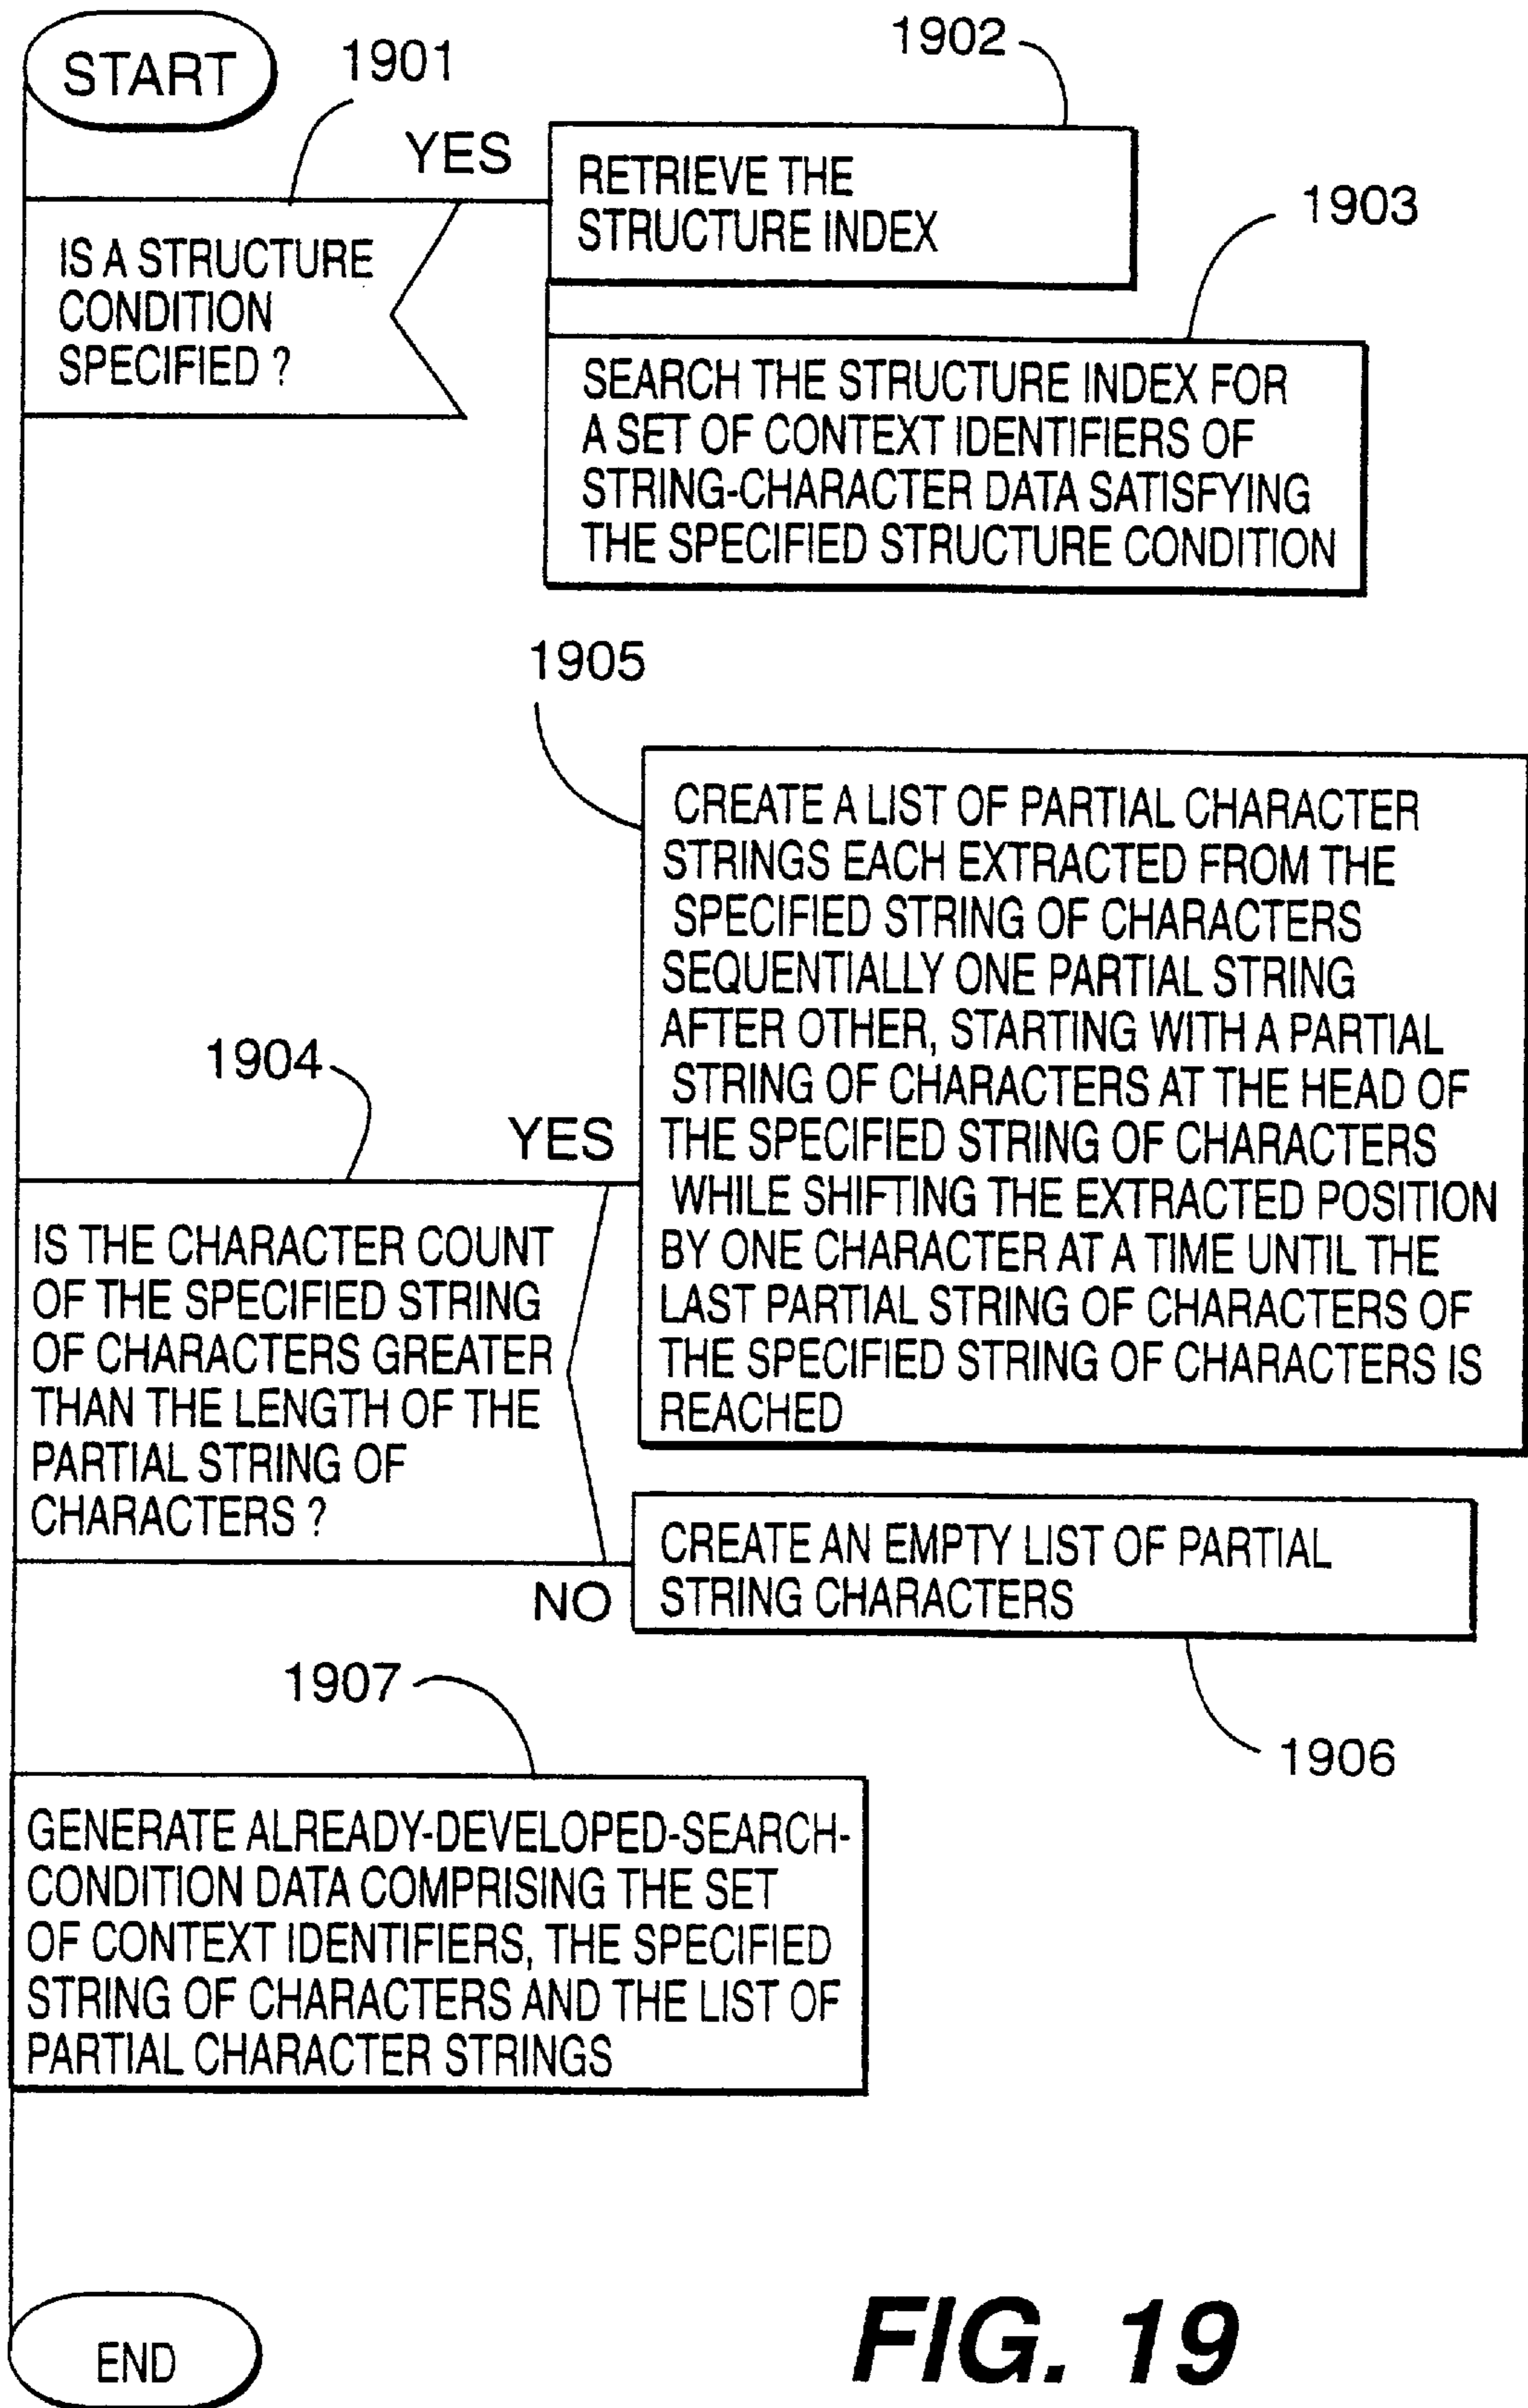 START
1901
1902
YES
RETRIEVE THE
STRUCTURE INDEX
1903
IS A STRUCTURE
CONDITION
SPECIFIED ?
SEARCH THE STRUCTURE INDEX FOR
A SET OF CONTEXT IDENTIFIERS OF
STRING-CHARACTER DATA SATISFYING
THE SPECIFIED STRUCTURE CONDITION
1905
CREATE A LIST OF PARTIAL CHARACTER
STRINGS EACH EXTRACTED FROM THE
SPECIFIED STRING OF CHARACTERS
SEQUENTIALLY ONE PARTIAL STRING
AFTER OTHER, STARTING WITH A PARTIAL
STRING OF CHARACTERS AT THE HEAD OF
THE SPECIFIED STRING OF CHARACTERS
WHILE SHIFTING THE EXTRACTED POSITION
BY ONE CHARACTER AT A TIME UNTIL THE
LAST PARTIAL STRING OF CHARACTERS OF
THE SPECIFIED STRING OF CHARACTERS IS
REACHED
1904
YES
IS THE CHARACTER COUNT
OF THE SPECIFIED STRING
OF CHARACTERS GREATER
THAN THE LENGTH OF THE
PARTIAL STRING OF
CHARACTERS ?
NO
CREATE AN EMPTY LIST OF PARTIAL
STRING CHARACTERS
1906
1907
GENERATE ALREADY-DEVELOPED-SEARCH-
CONDITION DATA COMPRISING THE SET
OF CONTEXT IDENTIFIERS, THE SPECIFIED
STRING OF CHARACTERS AND THE LIST OF
PARTIAL CHARACTER STRINGS
END
FIG. 19